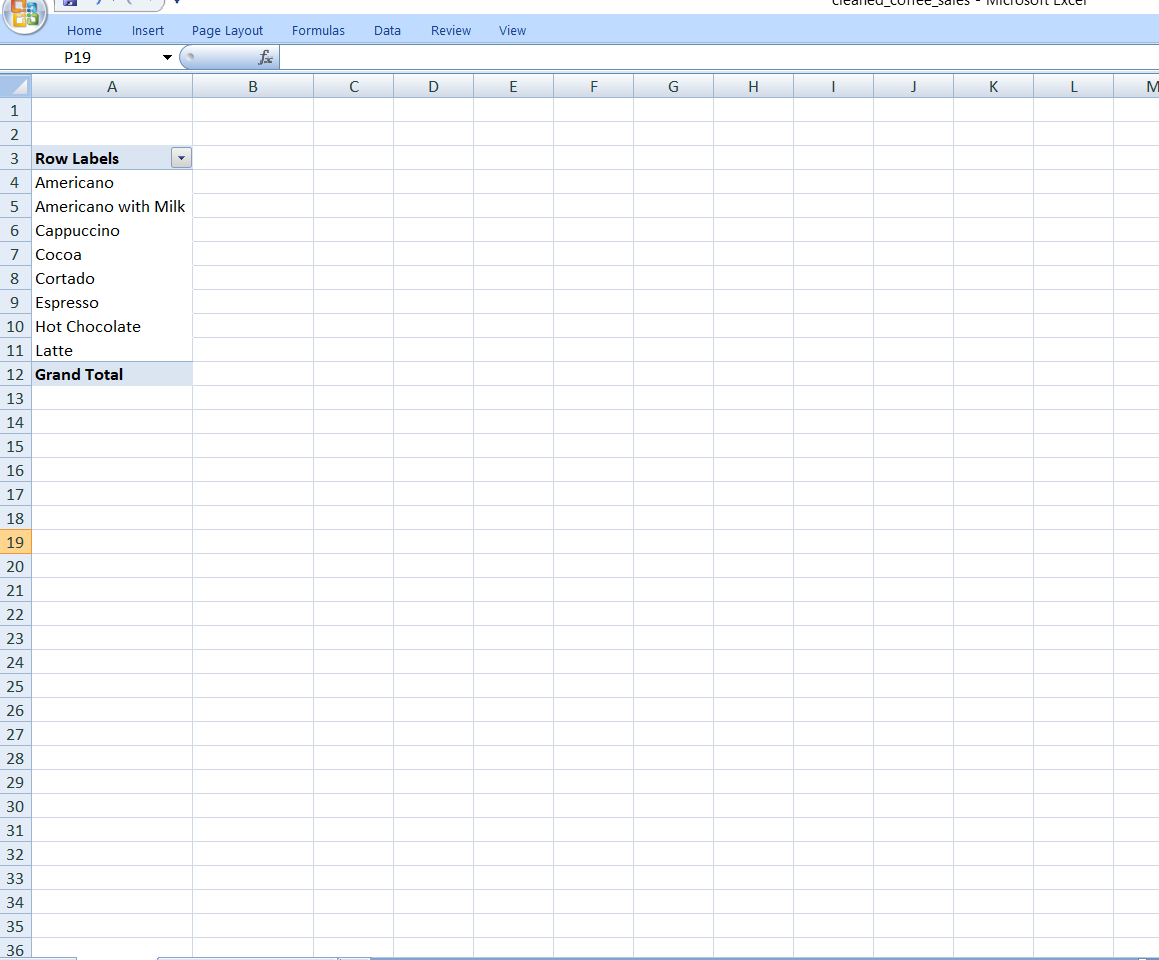 cleaned_coffee_sales - Microsoft Excel
Home Insert Page Layout Formulas Data Review View
P19 fx
A B C D E F G H I J K L M
1
2
3 Row Labels
4 Americano
5 Americano with Milk
6 Cappuccino
7 Cocoa
8 Cortado
9 Espresso
10 Hot Chocolate
11 Latte
12 Grand Total
13
14
15
16
17
18
19
20
21
22
23
24
25
26
27
28
29
30
31
32
33
34
35
36